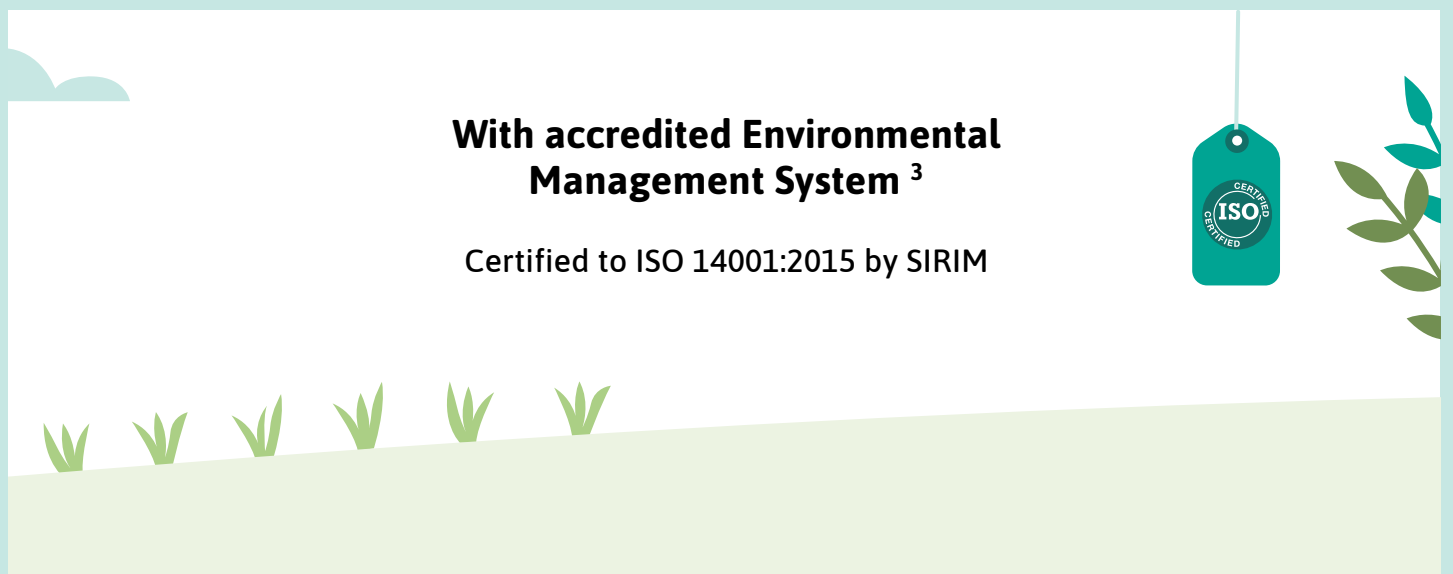 With accredited Environmental
Management System ³
Certified to ISO 14001:2015 by SIRIM
CERTIFIED
ISO
CERTIFIED